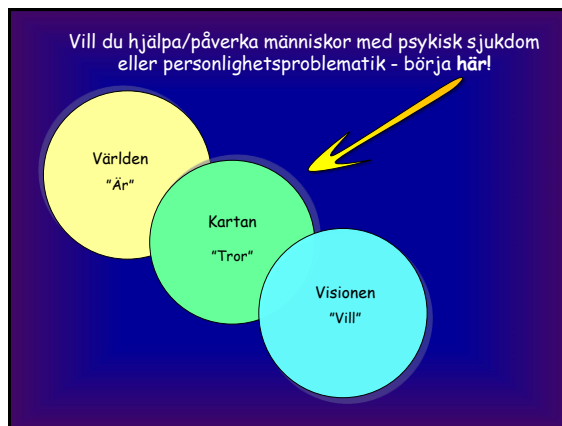 Vill du hjälpa/påverka människor med psykisk sjukdom
eller personlighetsproblematik - börja här!
Världen
”Är”
Kartan
”Tror”
Visionen
”Vill”